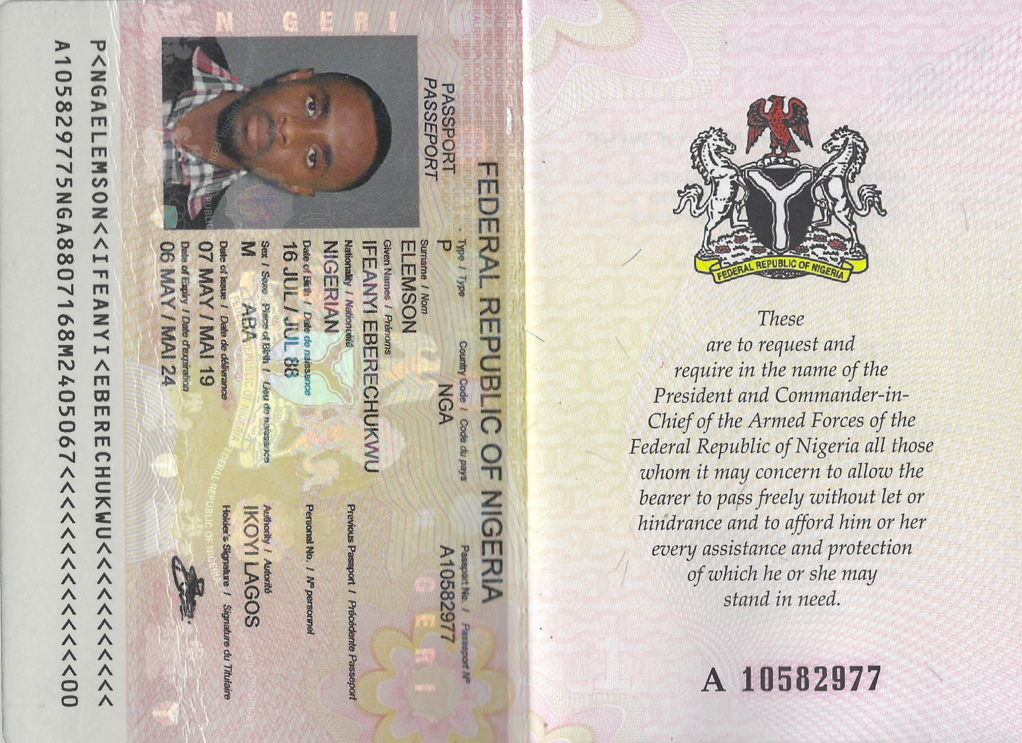 FEDERAL REPUBLIC OF NIGERIA
PASSPORT
PASSEPORT
Type / Type
Country Code / Code du pays
Passport No. / Passeport N°
P
NGA
A10582977
Surname / Nom
ELEMSON
Given Names / Prénoms
IFEANYI EBERECHUKWU
Nationality / Nationalité
Previous Passport / Précédente Passeport
NIGERIAN
Date of Birth / Date de naissance
Personal No. / N° personnel
16 JUL / JUL 88
Sex / Sexe Place of Birth / Lieu de naissance
Authority / Autorité
M ABA
IKOYI LAGOS
Date of Issue / Date de délivrance
Holder's Signature / Signature du Titulaire
07 MAY / MAI 19
Date of Expiry / Date d'expiration
06 MAY / MAI 24
P<NGAELEMSON<<IFEANYI<EBERECHUKWU<<<<<<<<<<<
A105829775NGA8807168M2405067<<<<<<<<<<<<<<00
FEDERAL REPUBLIC OF NIGERIA
These
are to request and
require in the name of the
President and Commander-in-
Chief of the Armed Forces of the
Federal Republic of Nigeria all those
whom it may concern to allow the
bearer to pass freely without let or
hindrance and to afford him or her
every assistance and protection
of which he or she may
stand in need.
A 10582977